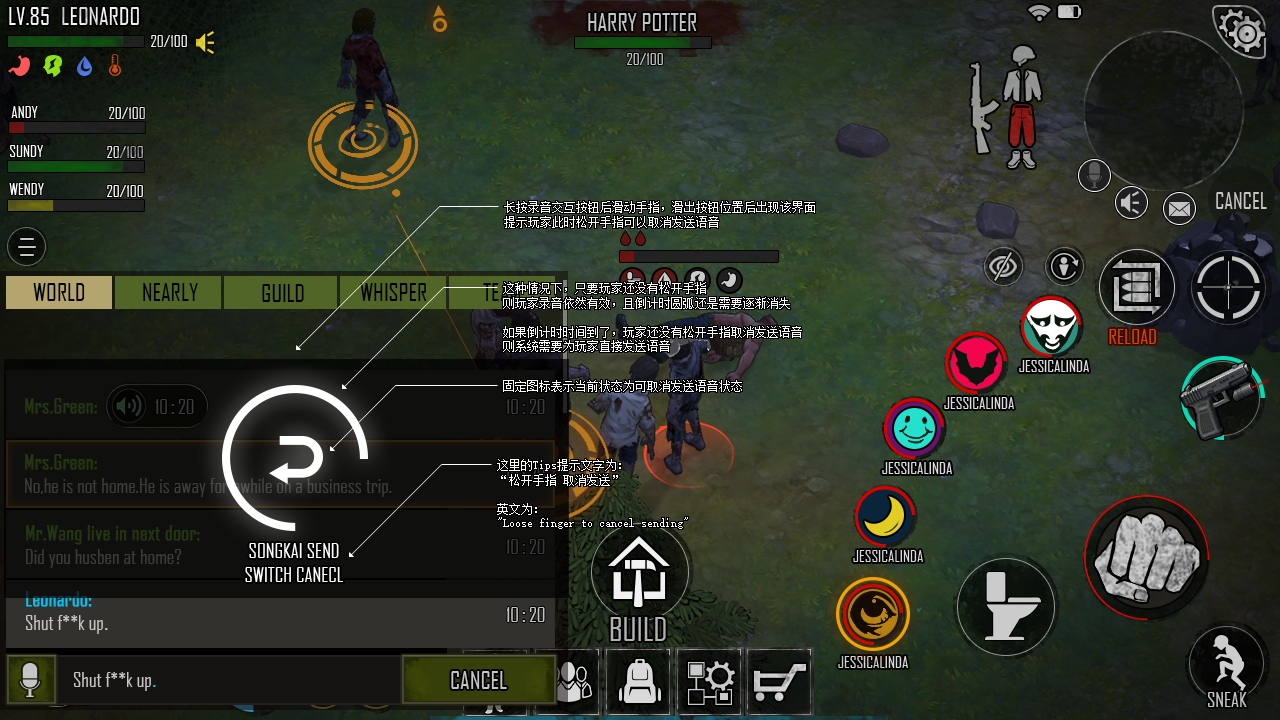 LV.85 LEONARDO
20/100
HARRY POTTER
20/100
ANDY 20/100
SUNDY 20/100
WENDY 20/100
CANCEL
长按录音交互按钮后滑动手指，滑出按钮位置后出现该界面
提示玩家此时松开手指可以取消发送语音
WORLD NEARLY GUILD WHISPER
这种情况下，只要玩家还没有松开手指
则玩家录音依然有效，且倒计时圆弧还是需要逐渐消失
如果倒计时时间到了，玩家还没有松开手指取消发送语音
则系统需要为玩家直接发送语音
RELOAD
JESSICALINDA
JESSICALINDA
固定图标表示当前状态为可取消发送语音状态
Mrs.Green: 10:20 10:20
JESSICALINDA
Mrs.Green:
No,he is not home.He is away for awhile on a business trip.
这里的Tips提示文字为：
“松开手指 取消发送”
英文为：
"Loose finger to cancel sending"
Mr.Wang live in next door:
Did you husben at home? 10:20
SONGKAI SEND
SWITCH CANECL
JESSICALINDA
Leonardo:
Shut f**k up. 10:20
BUILD
JESSICALINDA
Shut f**k up.
CANCEL
SNEAK